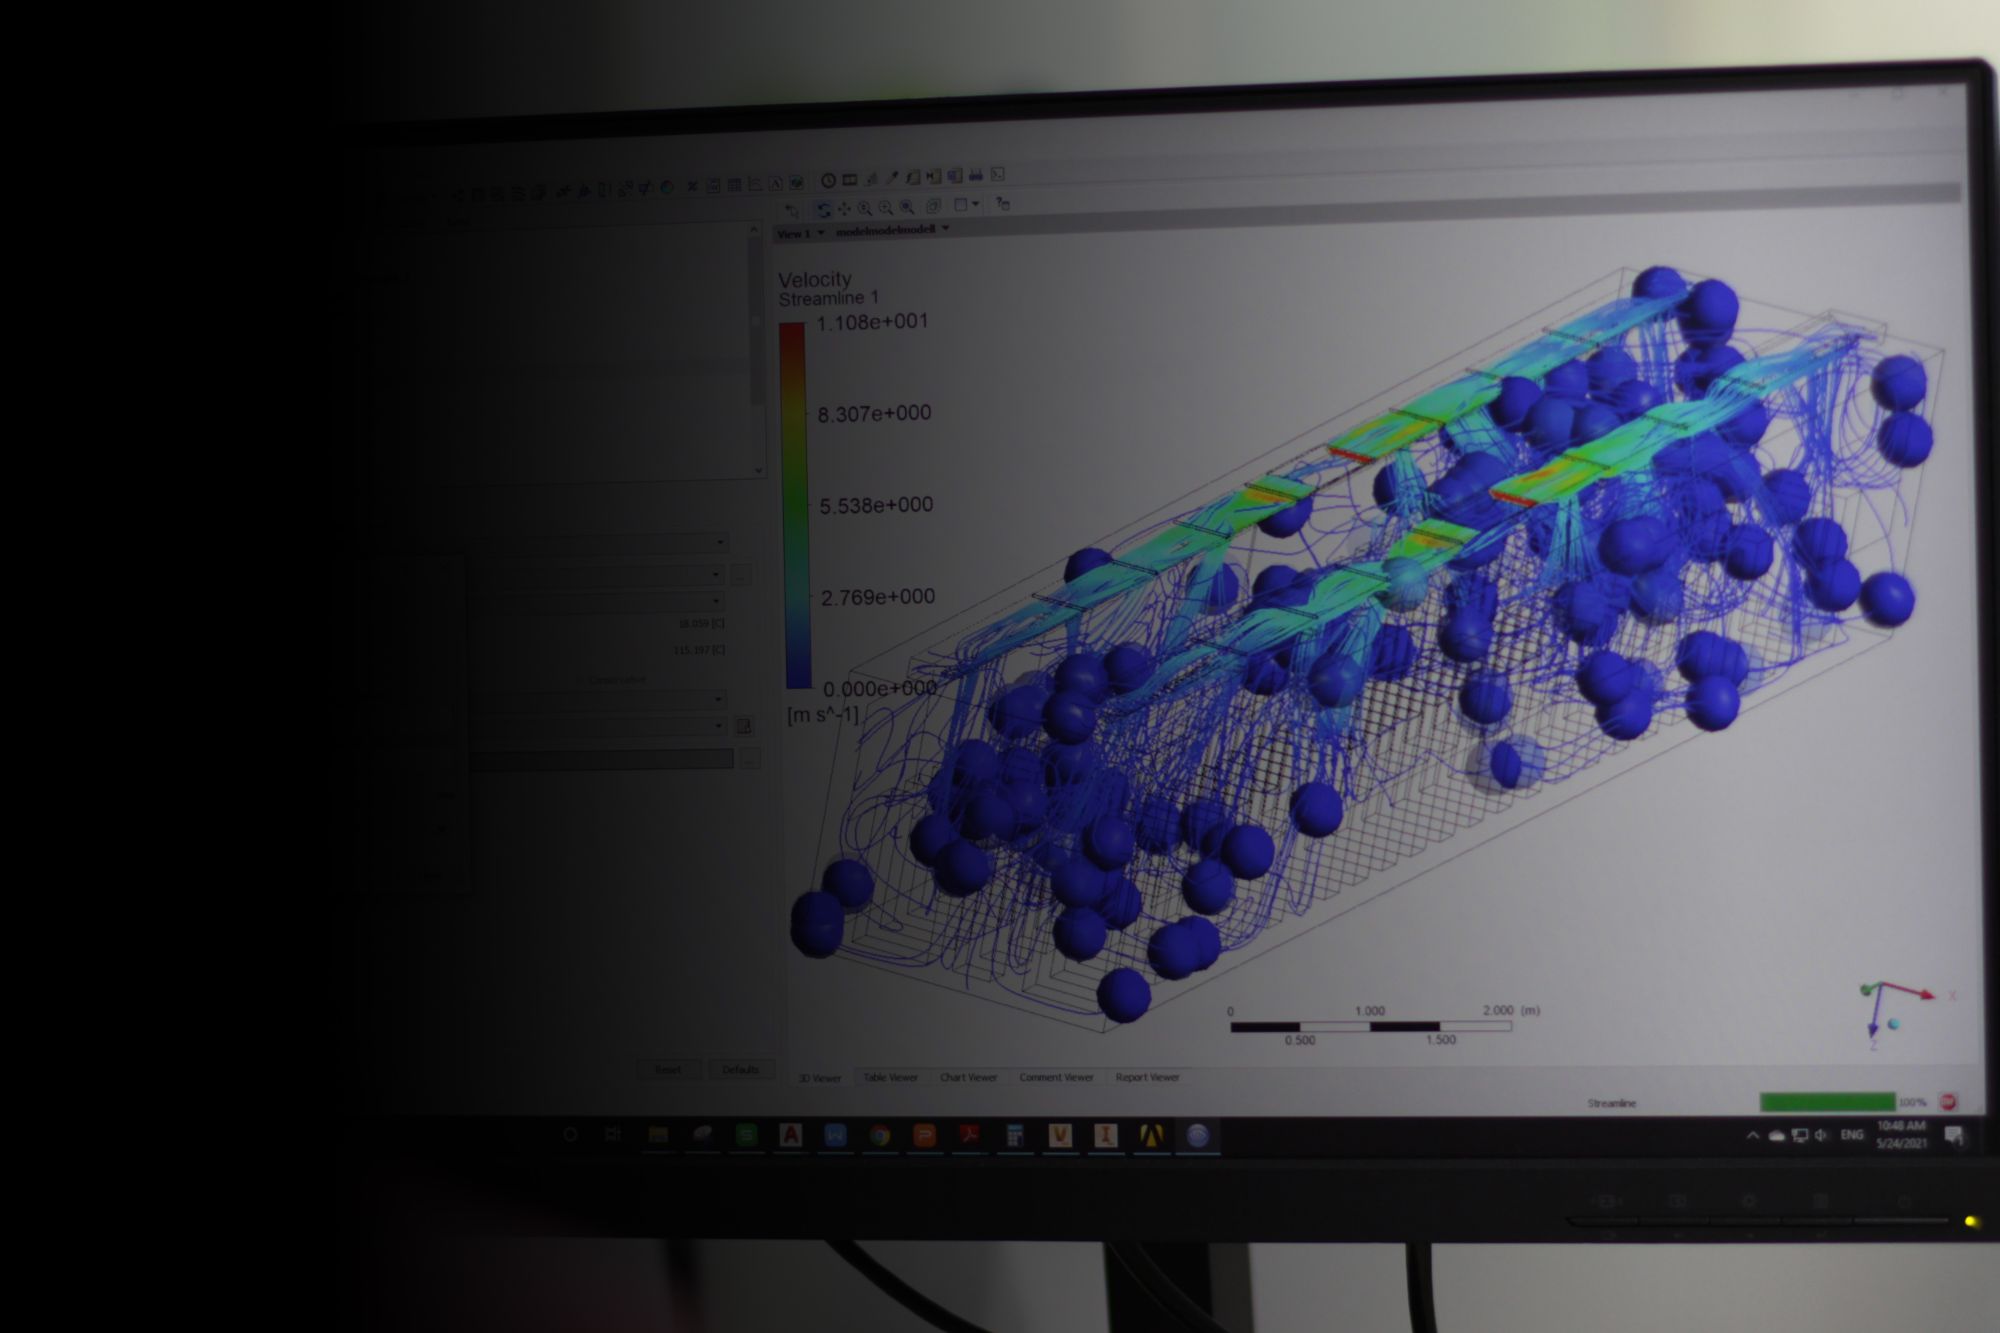 View 1 modelmodelmodell
Velocity
Streamline 1
1.108e+001
8.307e+000
5.538e+000
2.769e+000
0.000e+000
[m s^-1]
18.059 [C]
115.197 [C]
Conservative
0 1.000 2.000 (m)
0.500 1.500
X
Z
Reset Defaults
3D Viewer Table Viewer Chart Viewer Comment Viewer Report Viewer
Streamline 100%
ENG 10:48 AM
5/24/2021